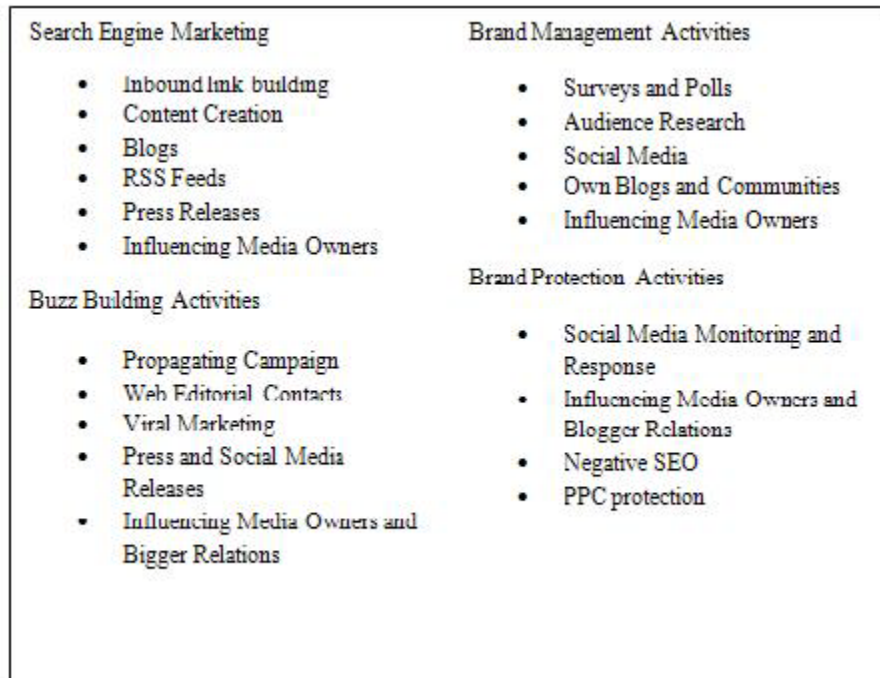 Search Engine Marketing
• Inbound link building
• Content Creation
• Blogs
• RSS Feeds
• Press Releases
• Influencing Media Owners
Buzz Building Activities
• Propagating Campaign
• Web Editorial Contacts
• Viral Marketing
• Press and Social Media
Releases
• Influencing Media Owners and
Bigger Relations
Brand Management Activities
• Surveys and Polls
• Audience Research
• Social Media
• Own Blogs and Communities
• Influencing Media Owners
Brand Protection Activities
• Social Media Monitoring and
Response
• Influencing Media Owners and
Blogger Relations
• Negative SEO
• PPC protection